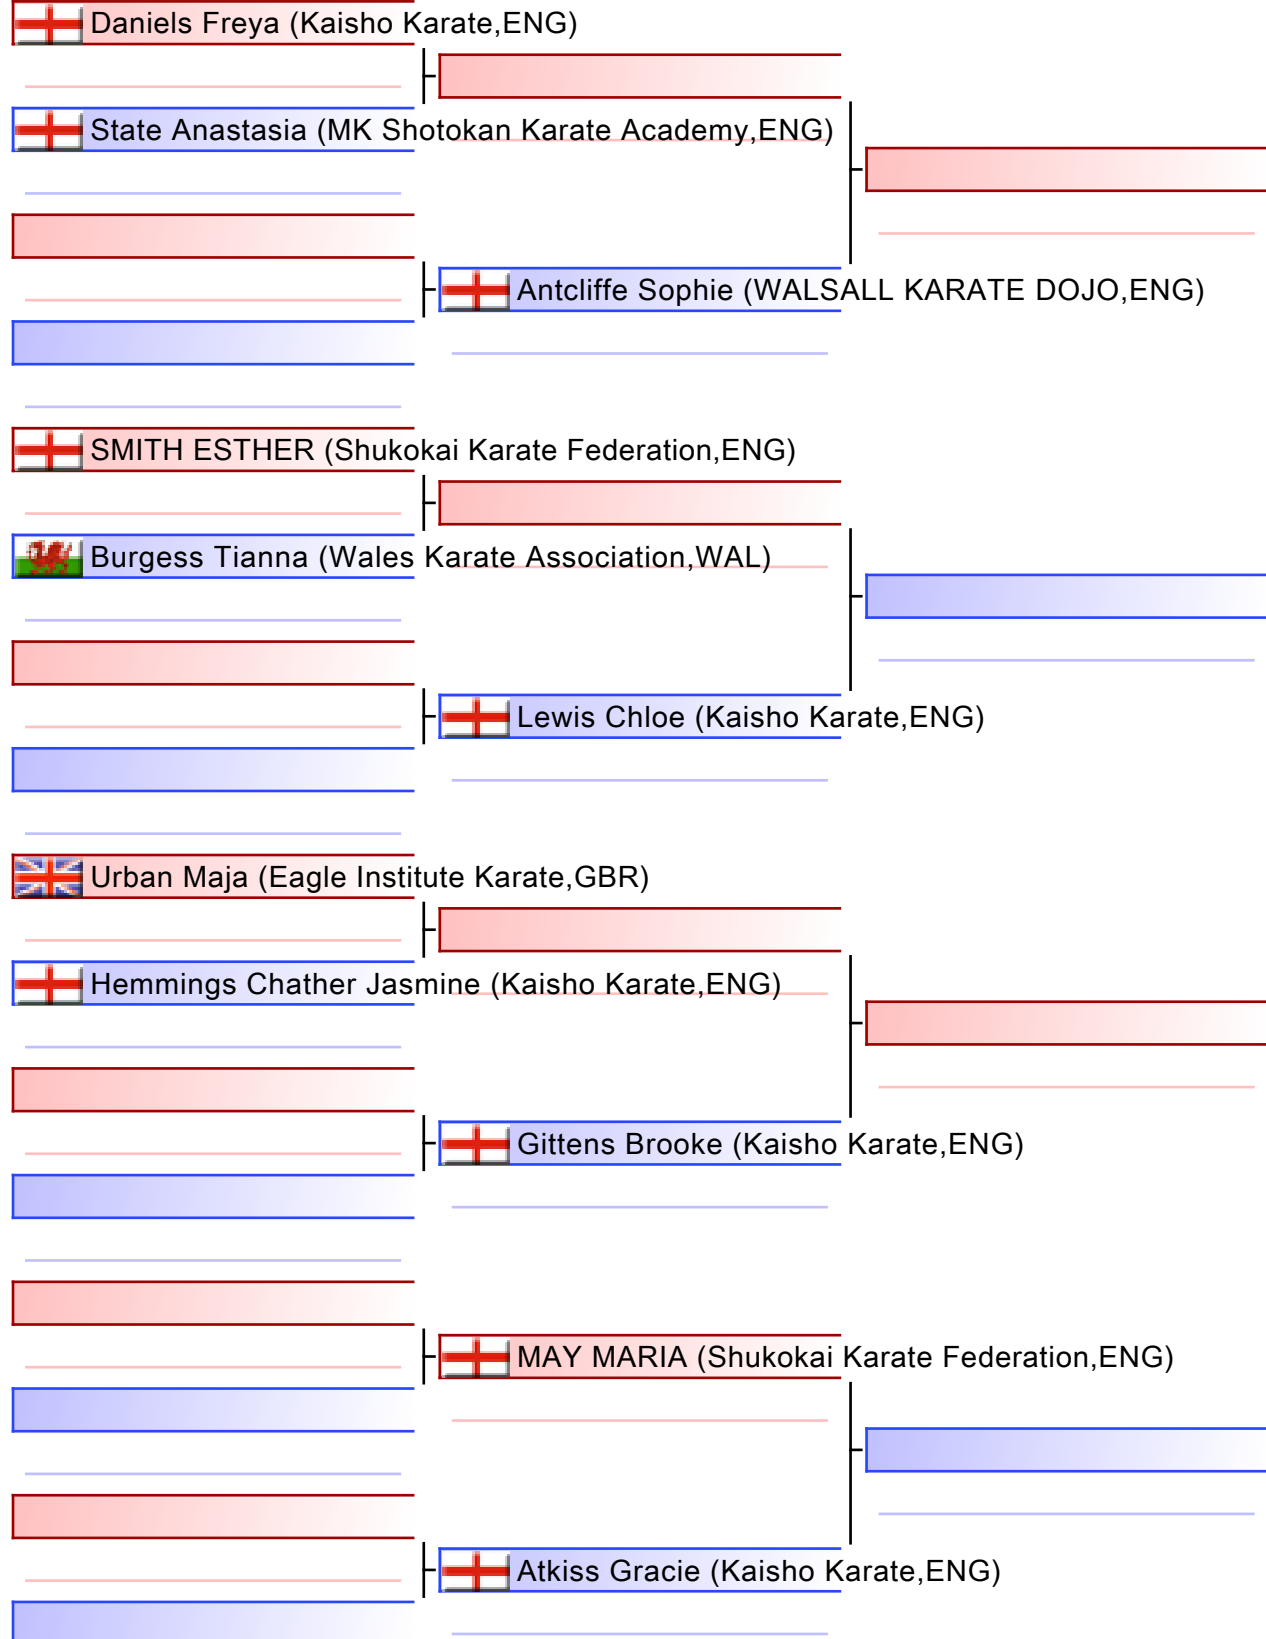 Daniels Freya (Kaisho Karate,ENG)
State Anastasia (MK Shotokan Karate Academy,ENG)
Antcliffe Sophie (WALSALL KARATE DOJO,ENG)
SMITH ESTHER (Shukokai Karate Federation,ENG)
Burgess Tianna (Wales Karate Association,WAL)
Lewis Chloe (Kaisho Karate,ENG)
Urban Maja (Eagle Institute Karate,GBR)
Hemmings Chather Jasmine (Kaisho Karate,ENG)
Gittens Brooke (Kaisho Karate,ENG)
MAY MARIA (Shukokai Karate Federation,ENG)
Atkiss Gracie (Kaisho Karate,ENG)